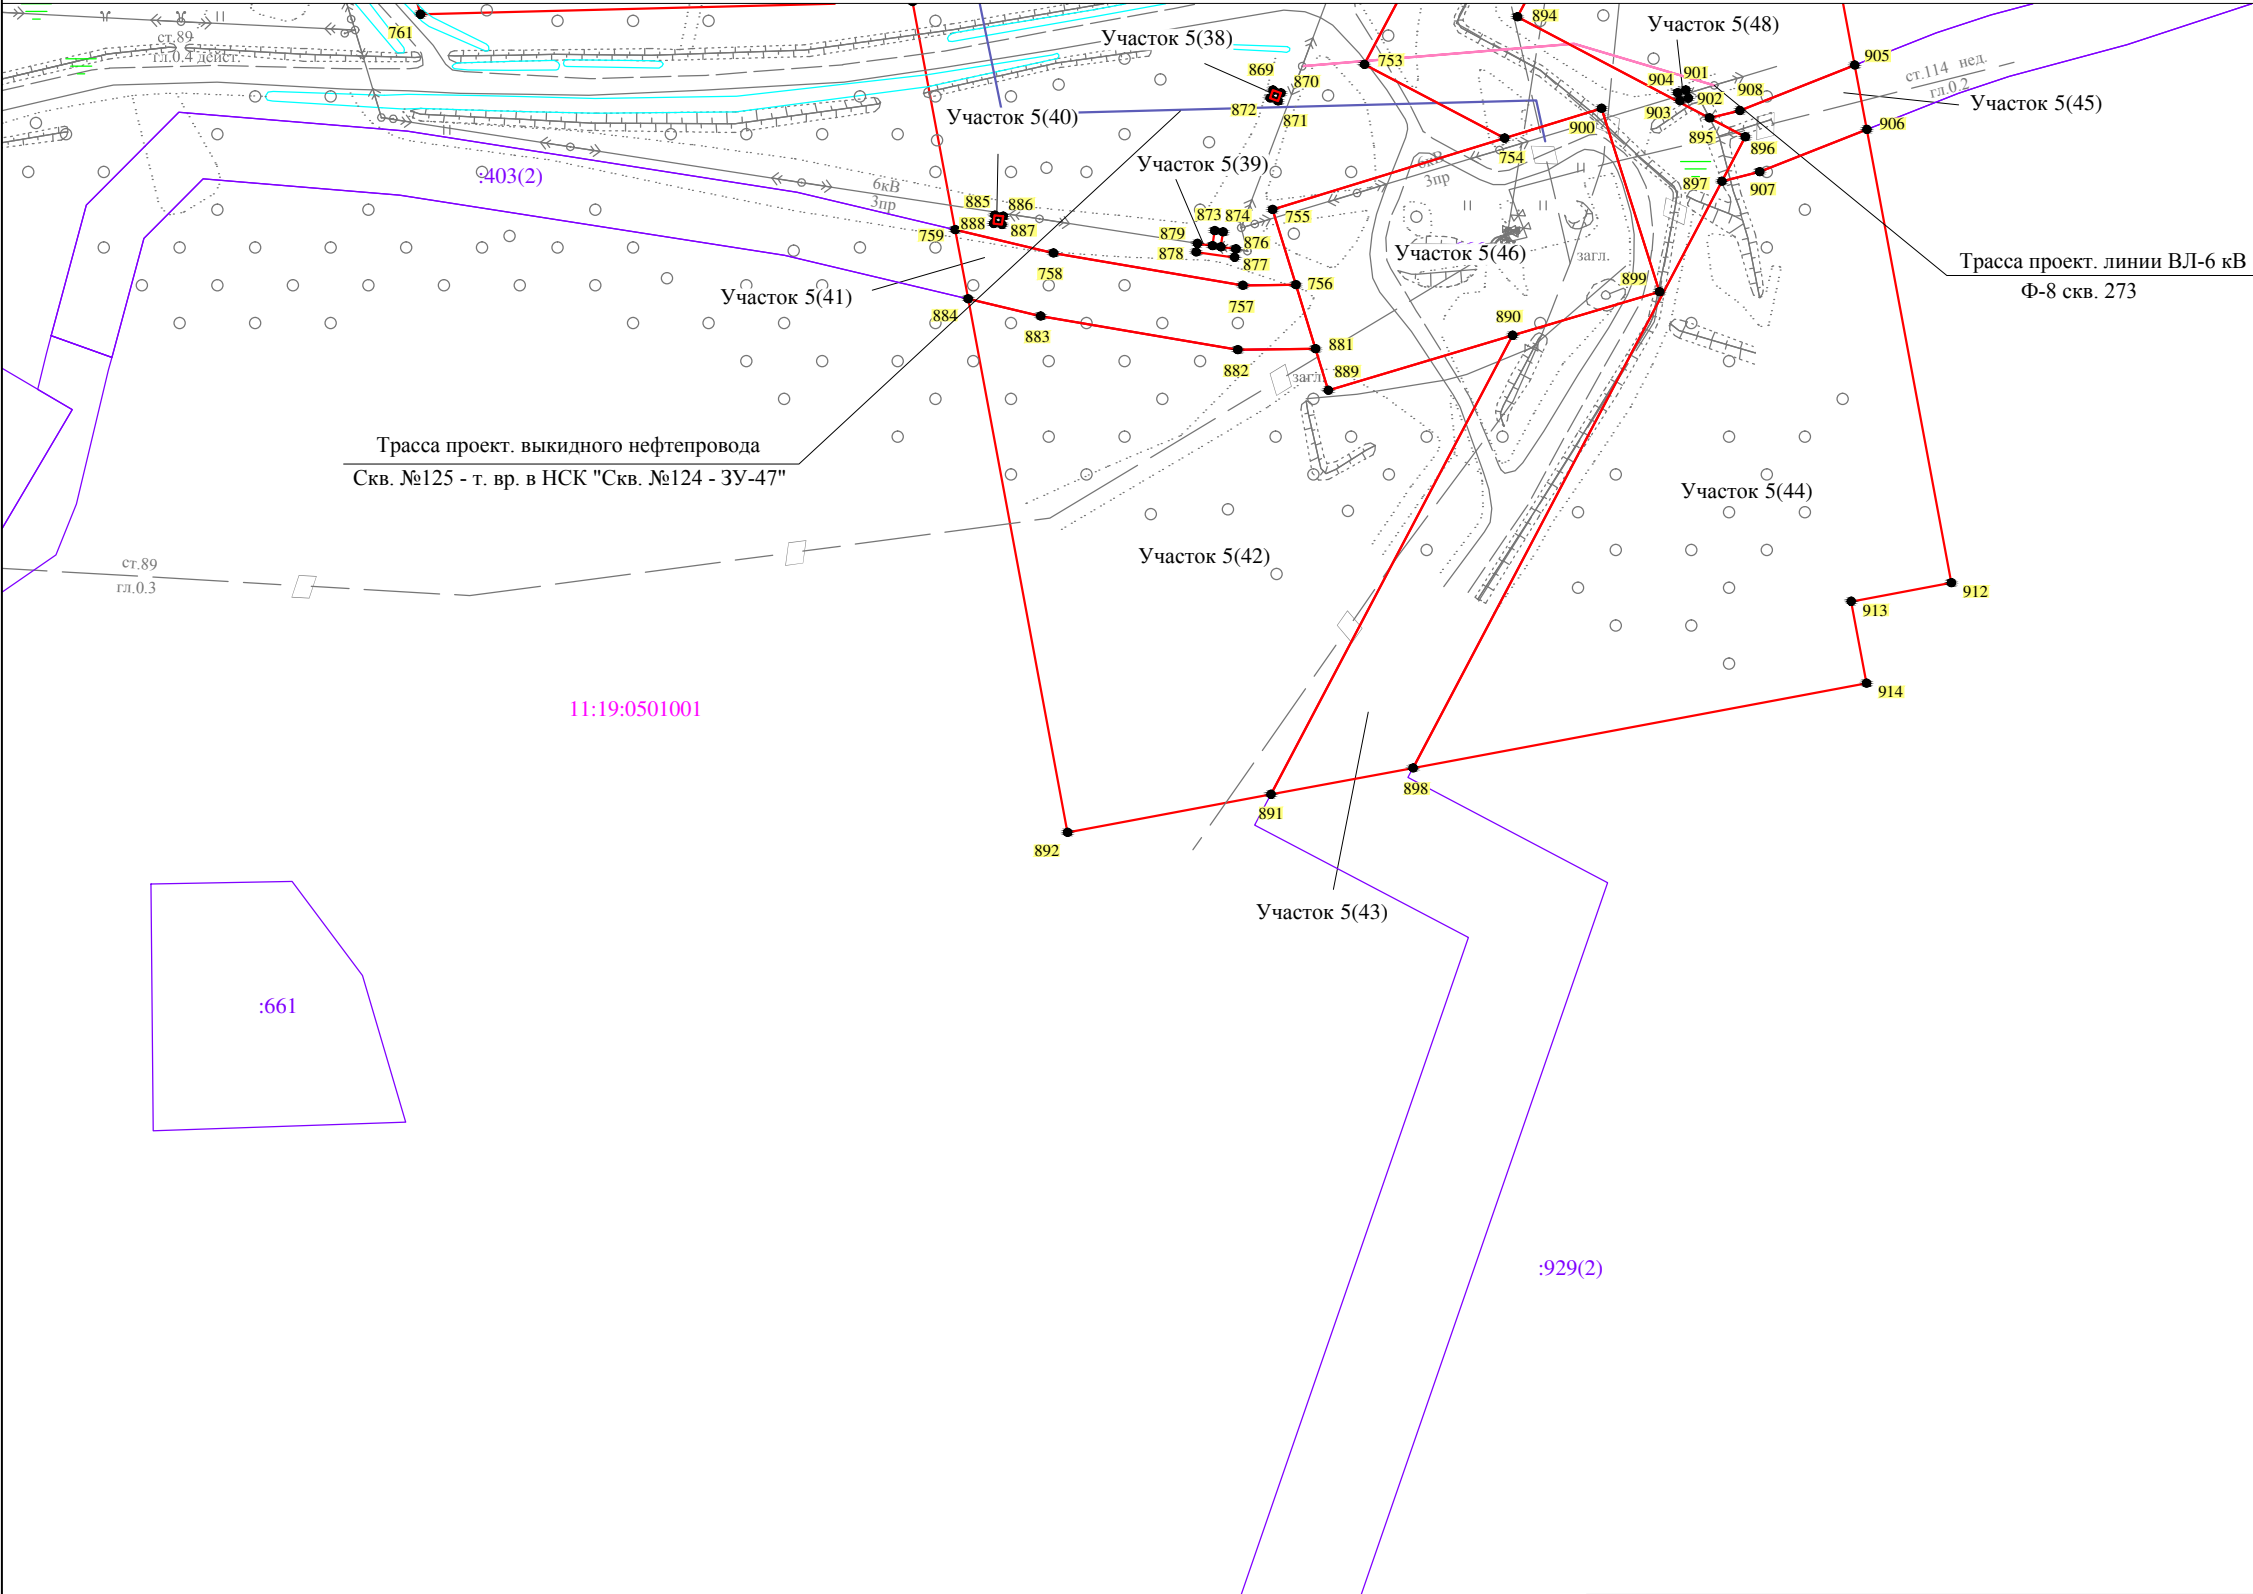 761
ст.89
гл.0.4 дейст.
Участок 5(38)
753
894
Участок 5(48)
905
ст.114 нед.
гл.0.2
869
870
872
871
904
901
902
908
903
Участок 5(45)
Участок 5(40)
900
895
906
896
754
Участок 5(39)
6кВ
3пр
:403(2)
6кВ
3пр
897
907
885
886
888
887
759
873
874
755
879
876
878
877
758
Участок 5(46)
загл.
Трасса проект. линии ВЛ-6 кВ
Ф-8 скв. 273
899
Участок 5(41)
757
756
884
883
890
881
882
загл.
889
Трасса проект. выкидного нефтепровода
Скв. №125 - т. вр. в НСК "Скв. №124 - ЗУ-47"
Участок 5(44)
Участок 5(42)
ст.89
гл.0.3
912
913
914
11:19:0501001
898
891
892
Участок 5(43)
:661
:929(2)